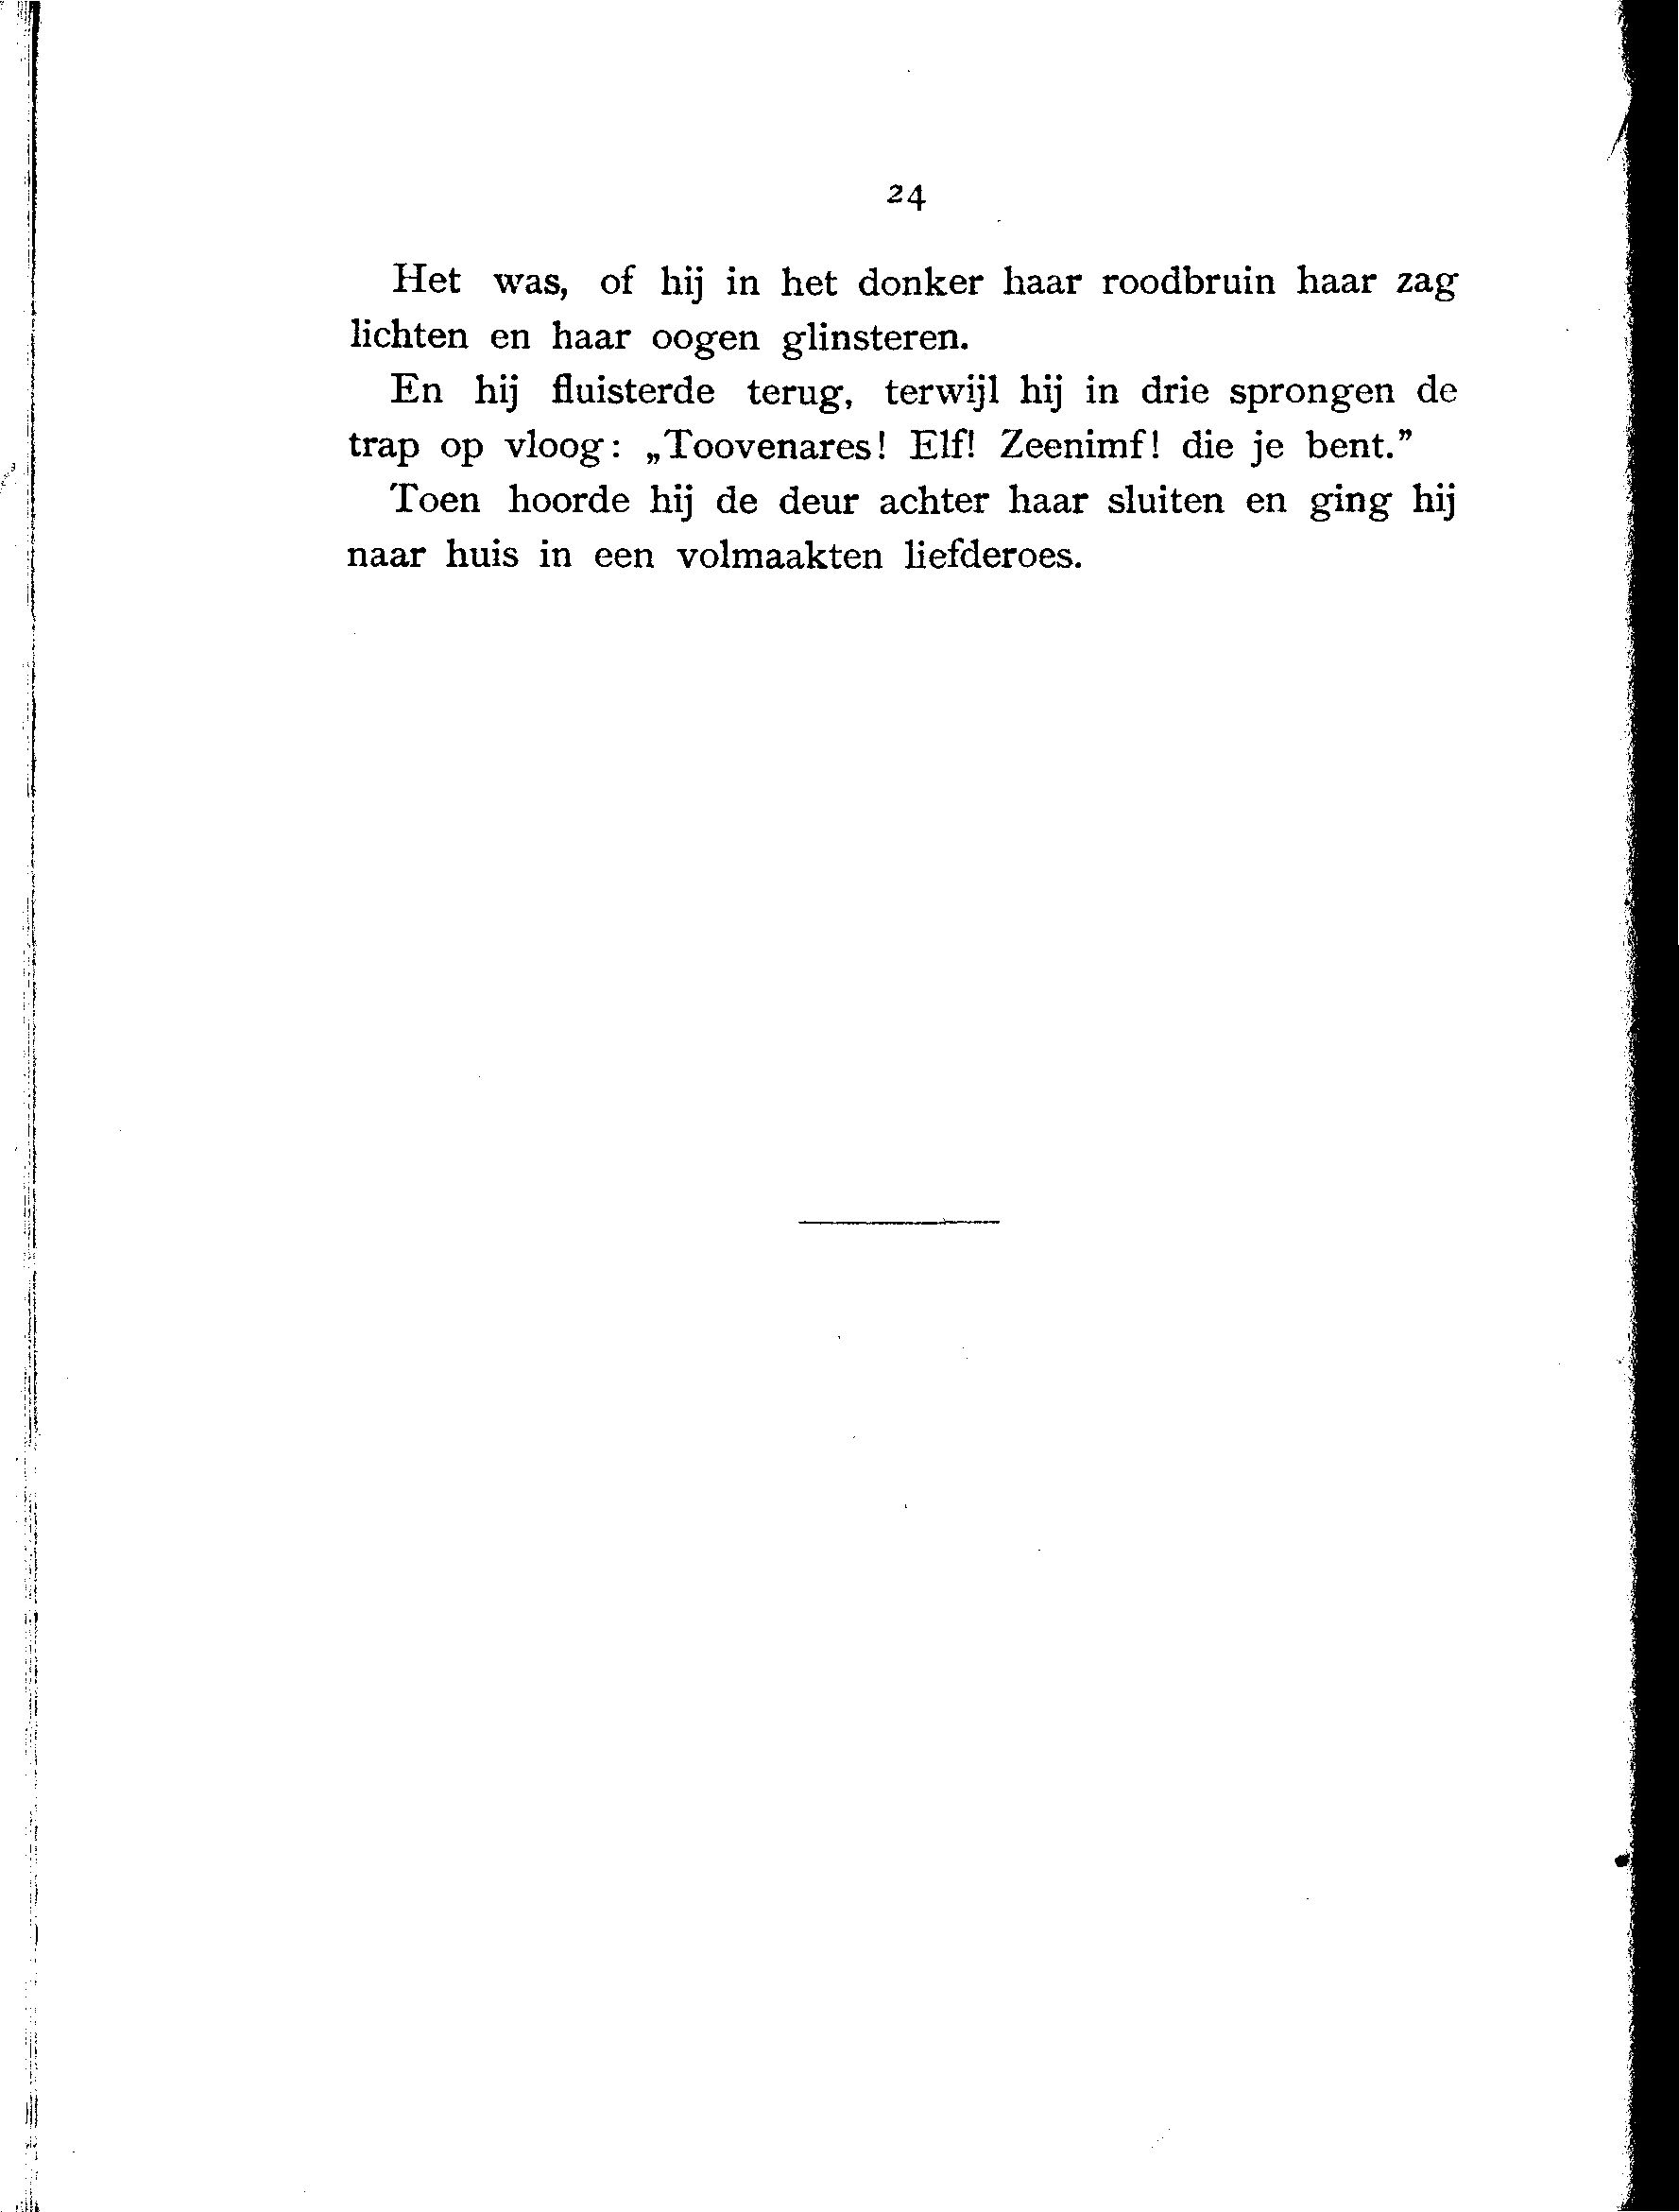 24
Het was, of hij in het donker haar roodbruin haar zag
lichten en haar oogen glinsteren.
En hij fluisterde terug, terwijl hij in drie sprongen de
trap op vloog: „Toovenares! Elf! Zeenimf! die je bent.”
Toen hoorde hij de deur achter haar sluiten en ging hij
naar huis in een volmaakten liefderoes.